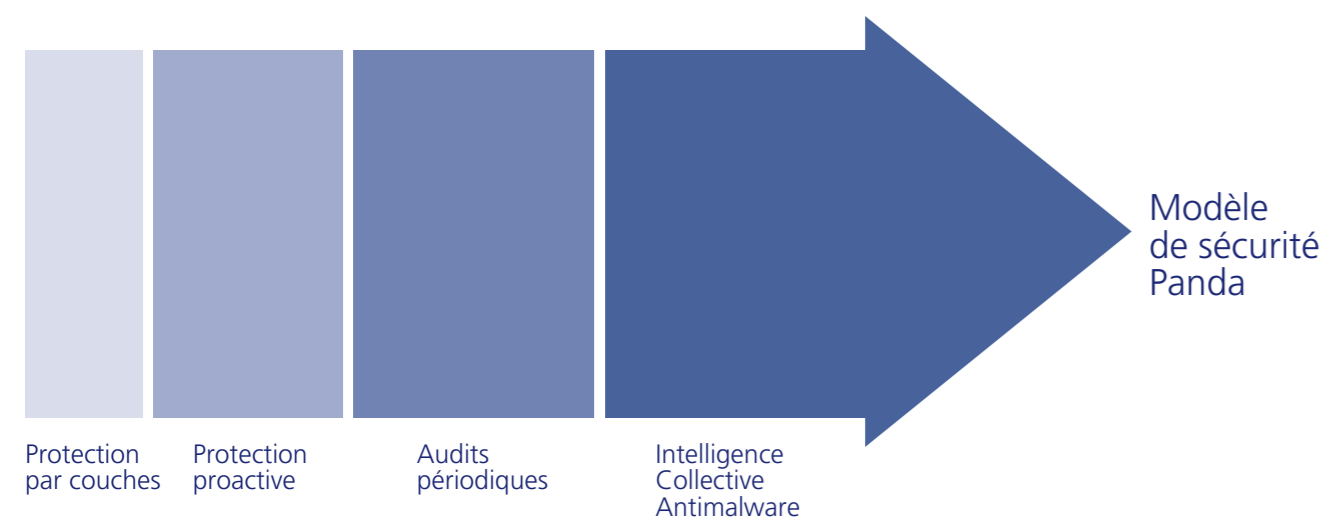 Modèle
de sécurité
Panda
Protection
par couches
Protection
proactive
Audits
périodiques
Intelligence
Collective
Antimalware